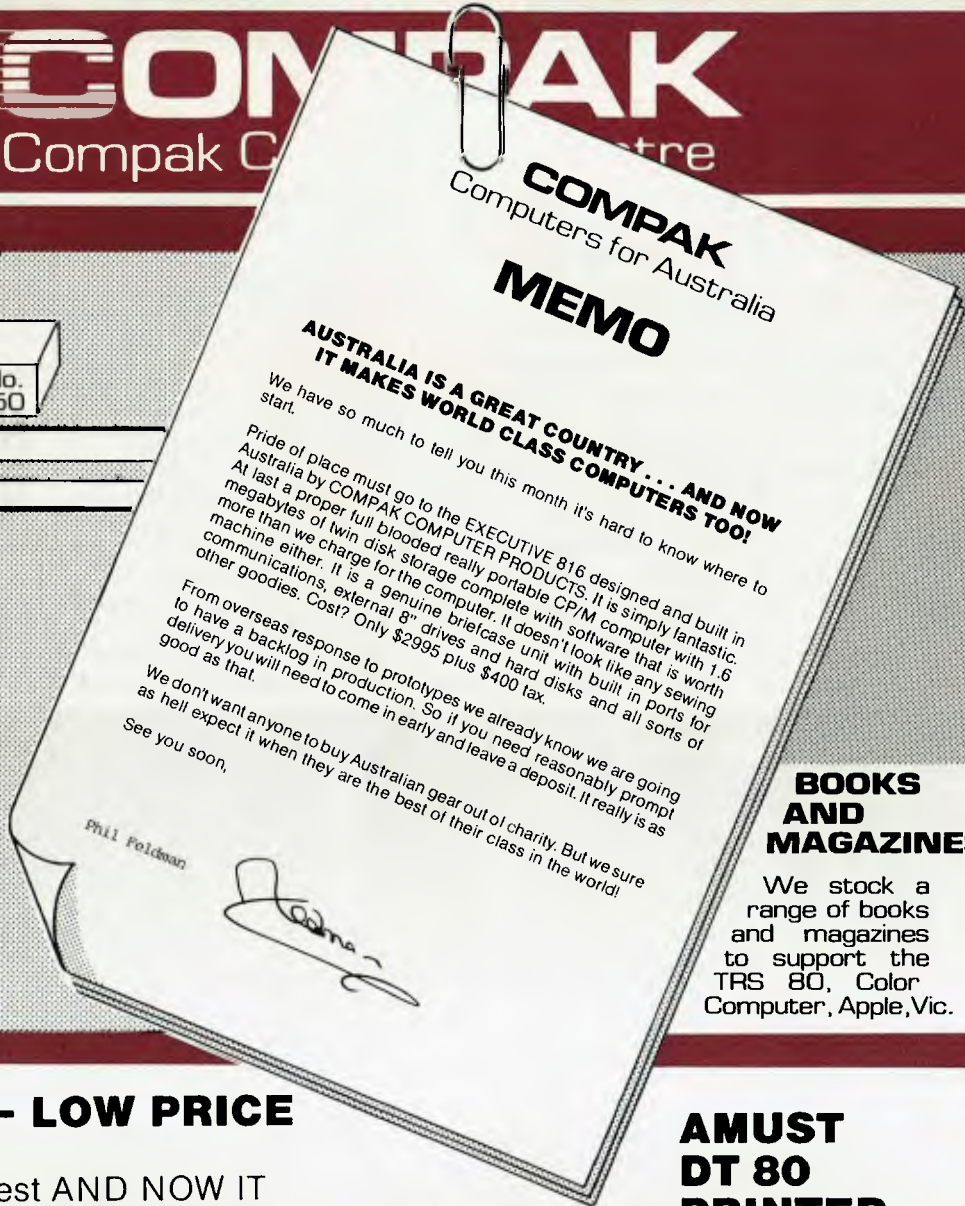 COMPAK
Compak
COMPAK
Computers for Australia
MEMO
AUSTRALIA IS A GREAT COUNTRY . . . AND NOW
IT MAKES WORLD CLASS COMPUTERS TOO!
We have so much to tell you this month it's hard to know where to
start.
Pride of place must go to the EXECUTIVE 816 designed and built in
Australia by COMPAK COMPUTER PRODUCTS. It is simply fantastic.
At last a proper full blooded really portable CP/M computer with 1.6
megabytes of twin disk storage complete with software that is worth
more than we charge for the computer. It doesn't look like any sewing
machine either. It is a genuine briefcase unit with built in ports for
communications, external 8" drives and hard disks and all sorts of
other goodies. Cost? Only $2995 plus $400 tax.
From overseas response to prototypes we already know we are going
to have a backlog in production. So if you need reasonably prompt
delivery you will need to come in early and leave a deposit. It really is as
good as that.
We don't want anyone to buy Australian gear out of charity. But we sure
as hell expect it when they are the best of their class in the world!
See you soon,
Phil Feldman
BOOKS
AND
MAGAZINES
We stock a
range of books
and magazines
to support the
TRS 80, Color
Computer, Apple, Vic.
- LOW PRICE
AND NOW IT
AMUST
DT 80
PRINTER